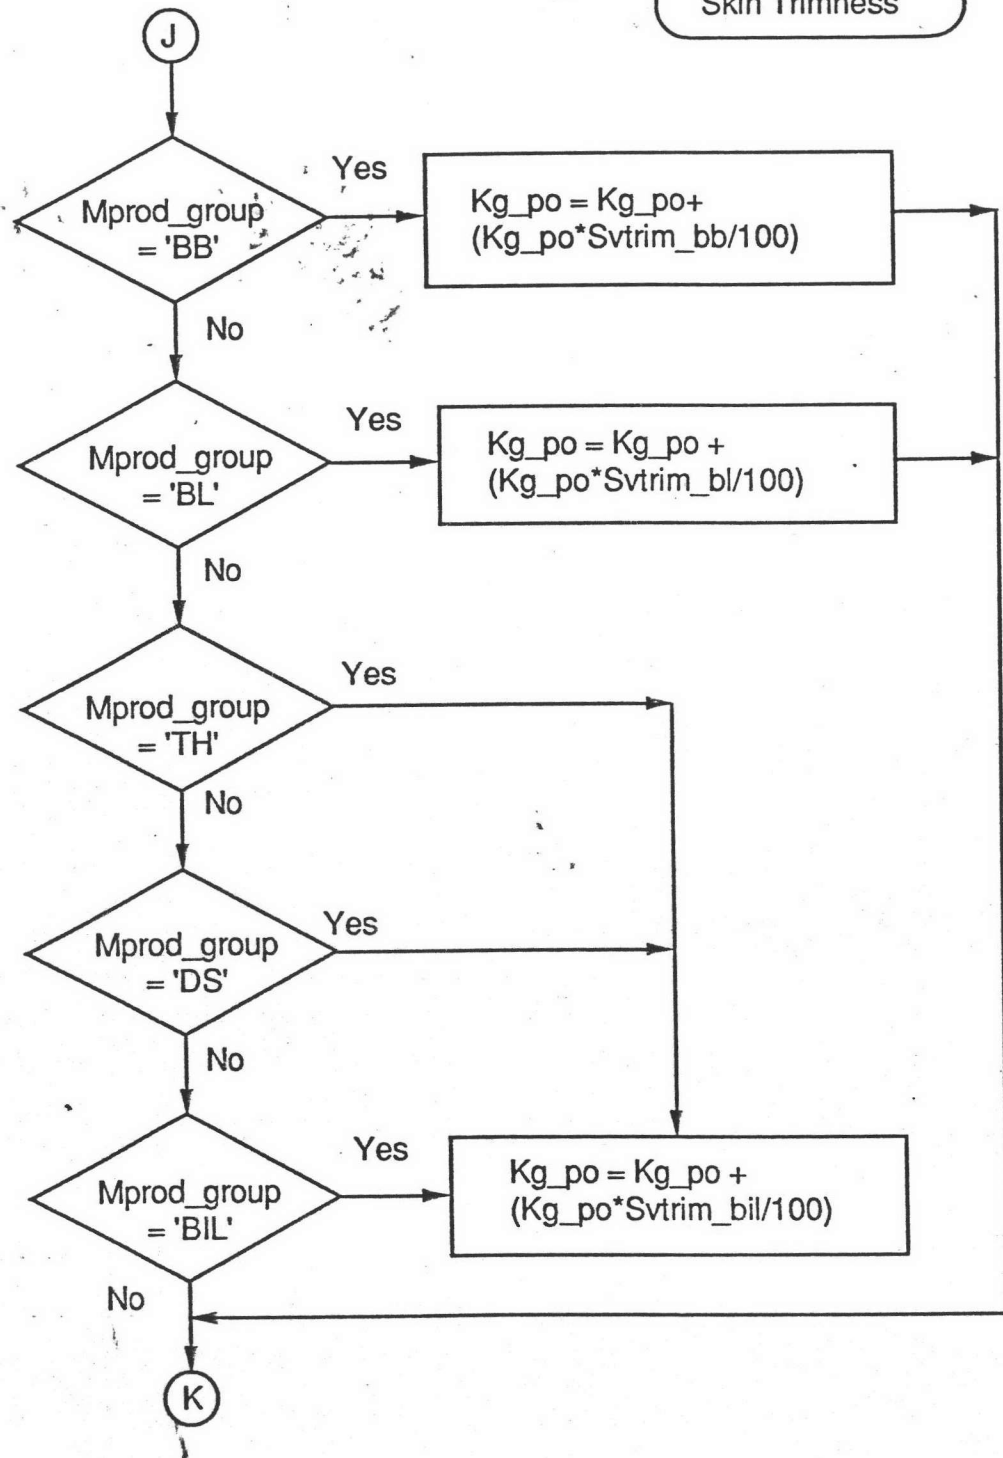 Skin Trimness
J
Mprod_group
= 'BB'
Yes
Kg_po = Kg_po+
(Kg_po*Svtrim_bb/100)
No
Mprod_group
= 'BL'
Yes
Kg_po = Kg_po +
(Kg_po*Svtrim_bl/100)
No
Mprod_group
= 'TH'
Yes
No
Mprod_group
= 'DS'
Yes
No
Mprod_group
= 'BIL'
Yes
Kg_po = Kg_po +
(Kg_po*Svtrim_bil/100)
No
K